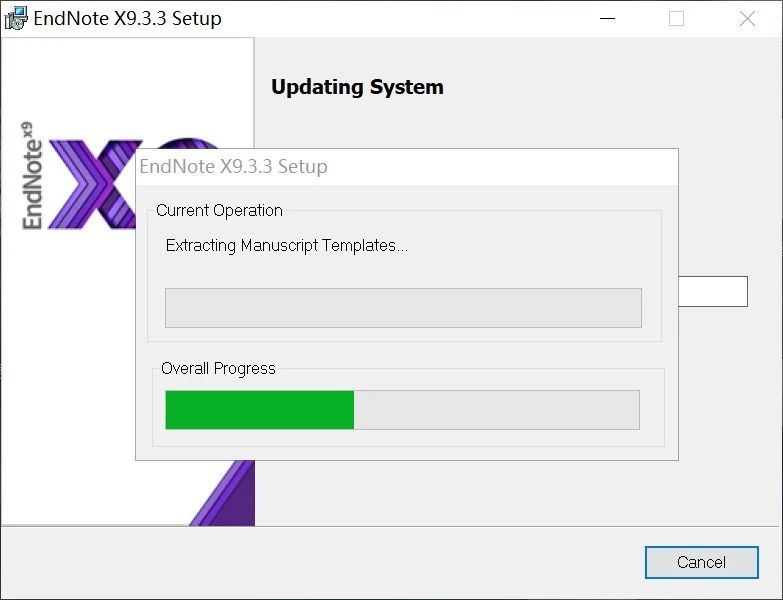 EndNote X9.3.3 Setup
Updating System
EndNote x9
X9
EndNote X9.3.3 Setup
Current Operation
Extracting Manuscript Templates...
Overall Progress
Cancel